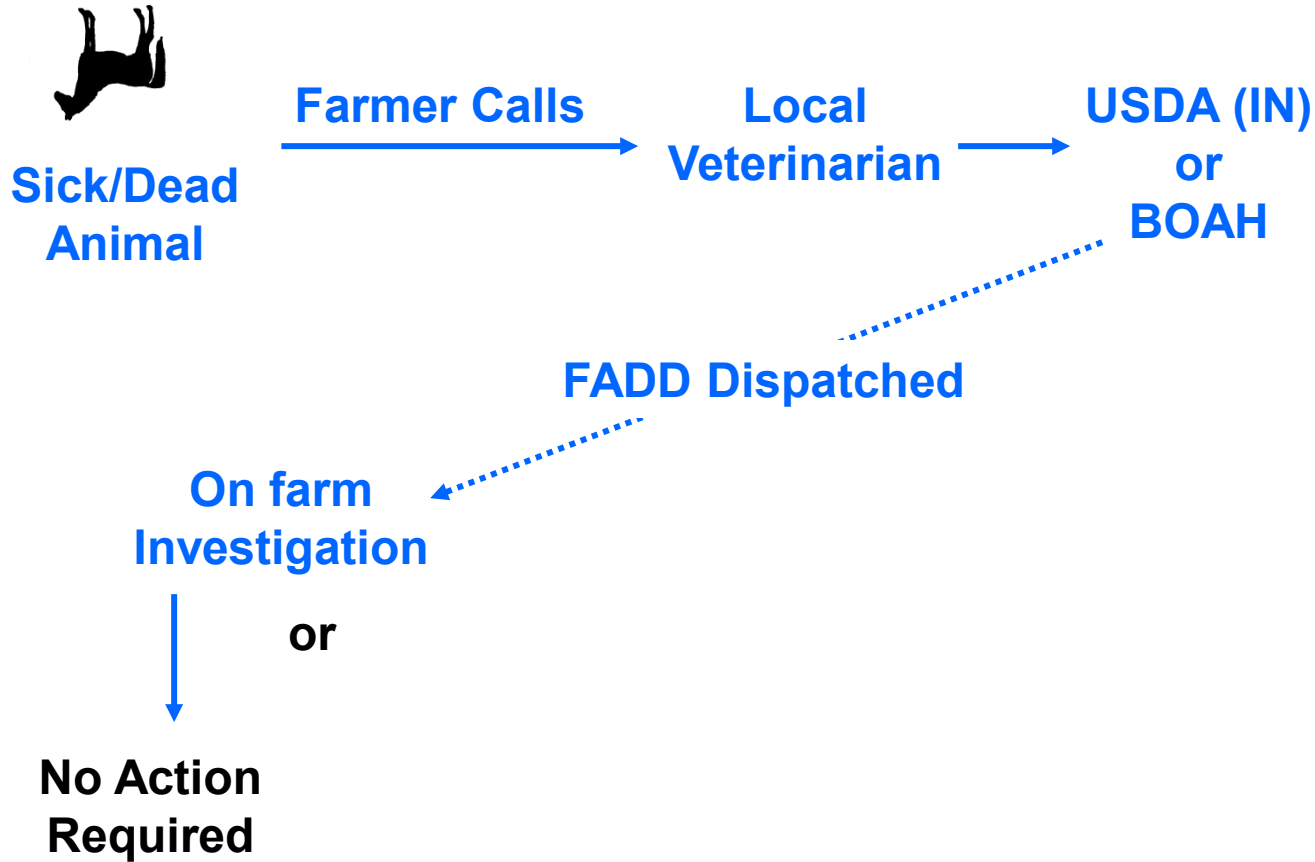 Farmer Calls
Local
Veterinarian
USDA (IN)
or
BOAH
Sick/Dead
Animal
FADD Dispatched
On farm
Investigation
or
No Action
Required